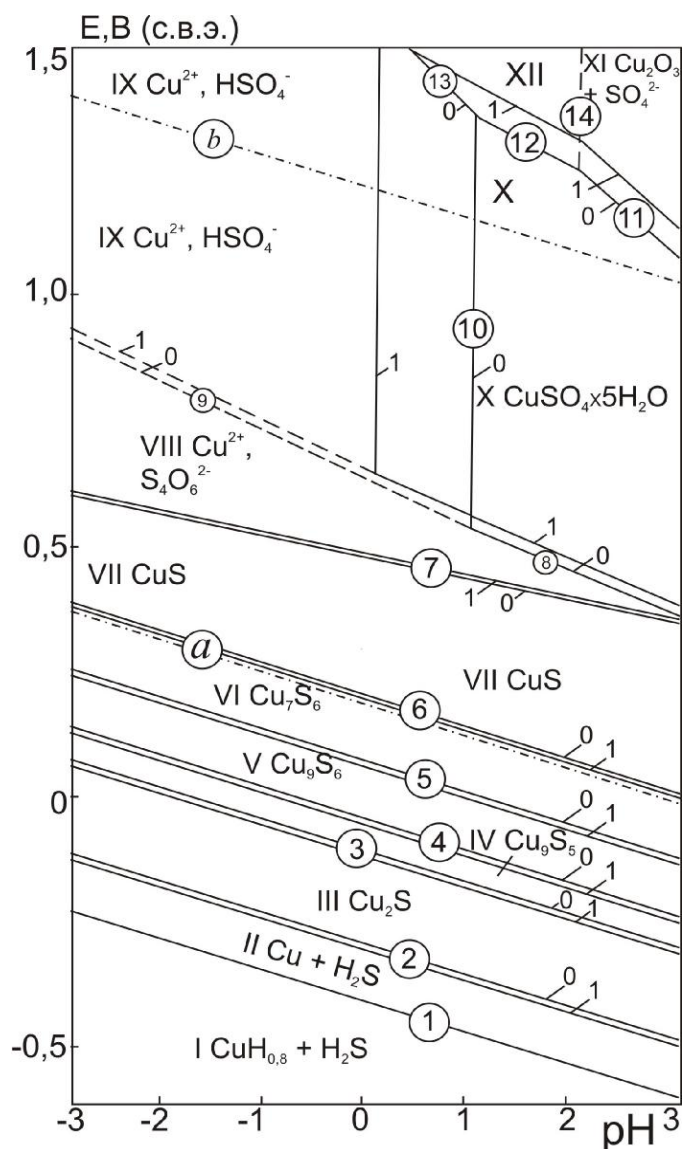 E,В (с.в.э.)
1,5
IX Cu²⁺, HSO₄⁻
13
XII
XI Cu₂O₃
+ SO₄²⁻
0
1
14
b
12
X
1
0
11
IX Cu²⁺, HSO₄⁻
1,0
1
0
10
1
0
X CuSO₄x5H₂O
9
VIII Cu²⁺,
S₄O₆²⁻
1
0
8
0,5
7
1
0
VII CuS
a
VII CuS
VI Cu₇S₆
6
0
1
V Cu₉S₆
5
0
1
0
3
4
IV Cu₉S₅
0
1
III Cu₂S
0
1
II Cu + H₂S
2
0
1
-0,5
1
I CuH₀,₈ + H₂S
-3
-2
-1
0
1
2
3
pH